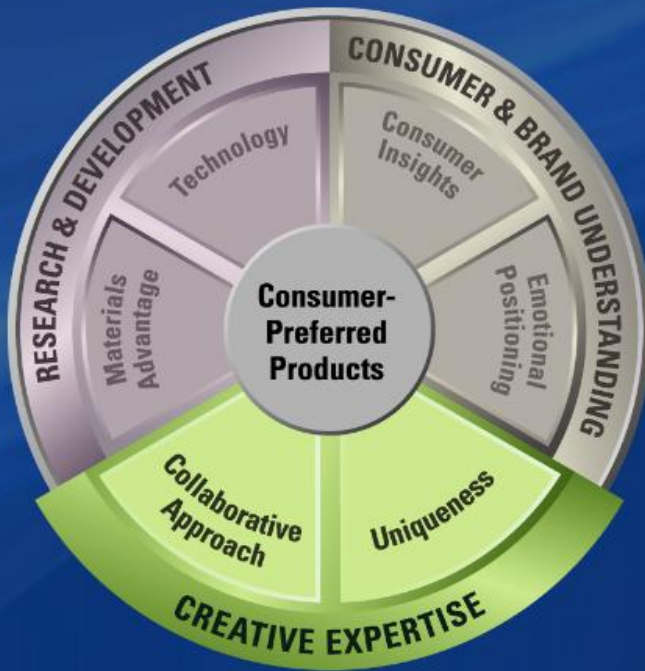 RESEARCH & DEVELOPMENT
CONSUMER & BRAND UNDERSTANDING
Technology
Consumer
Insights
Materials
Advantage
Emotional
Positioning
Consumer-
Preferred
Products
Collaborative
Approach
Uniqueness
CREATIVE EXPERTISE